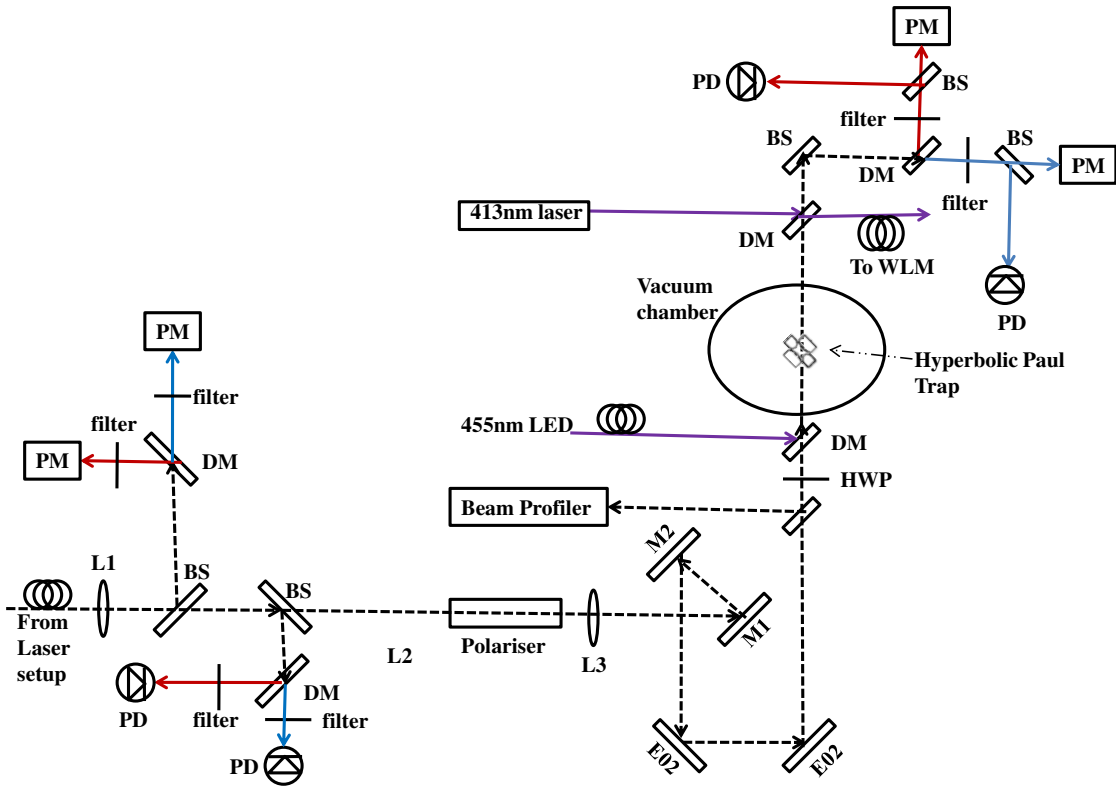 PM
PD
BS
filter
BS
BS
PM
DM
filter
413nm laser
DM
To WLM
Vacuum
chamber
PD
PM
Hyperbolic Paul
Trap
filter
filter
455nm LED
DM
PM
DM
HWP
Beam Profiler
M2
L1
BS
BS
M1
From
Laser
setup
Polariser
L2
L3
DM
PD
filter
filter
E02
E02
PD